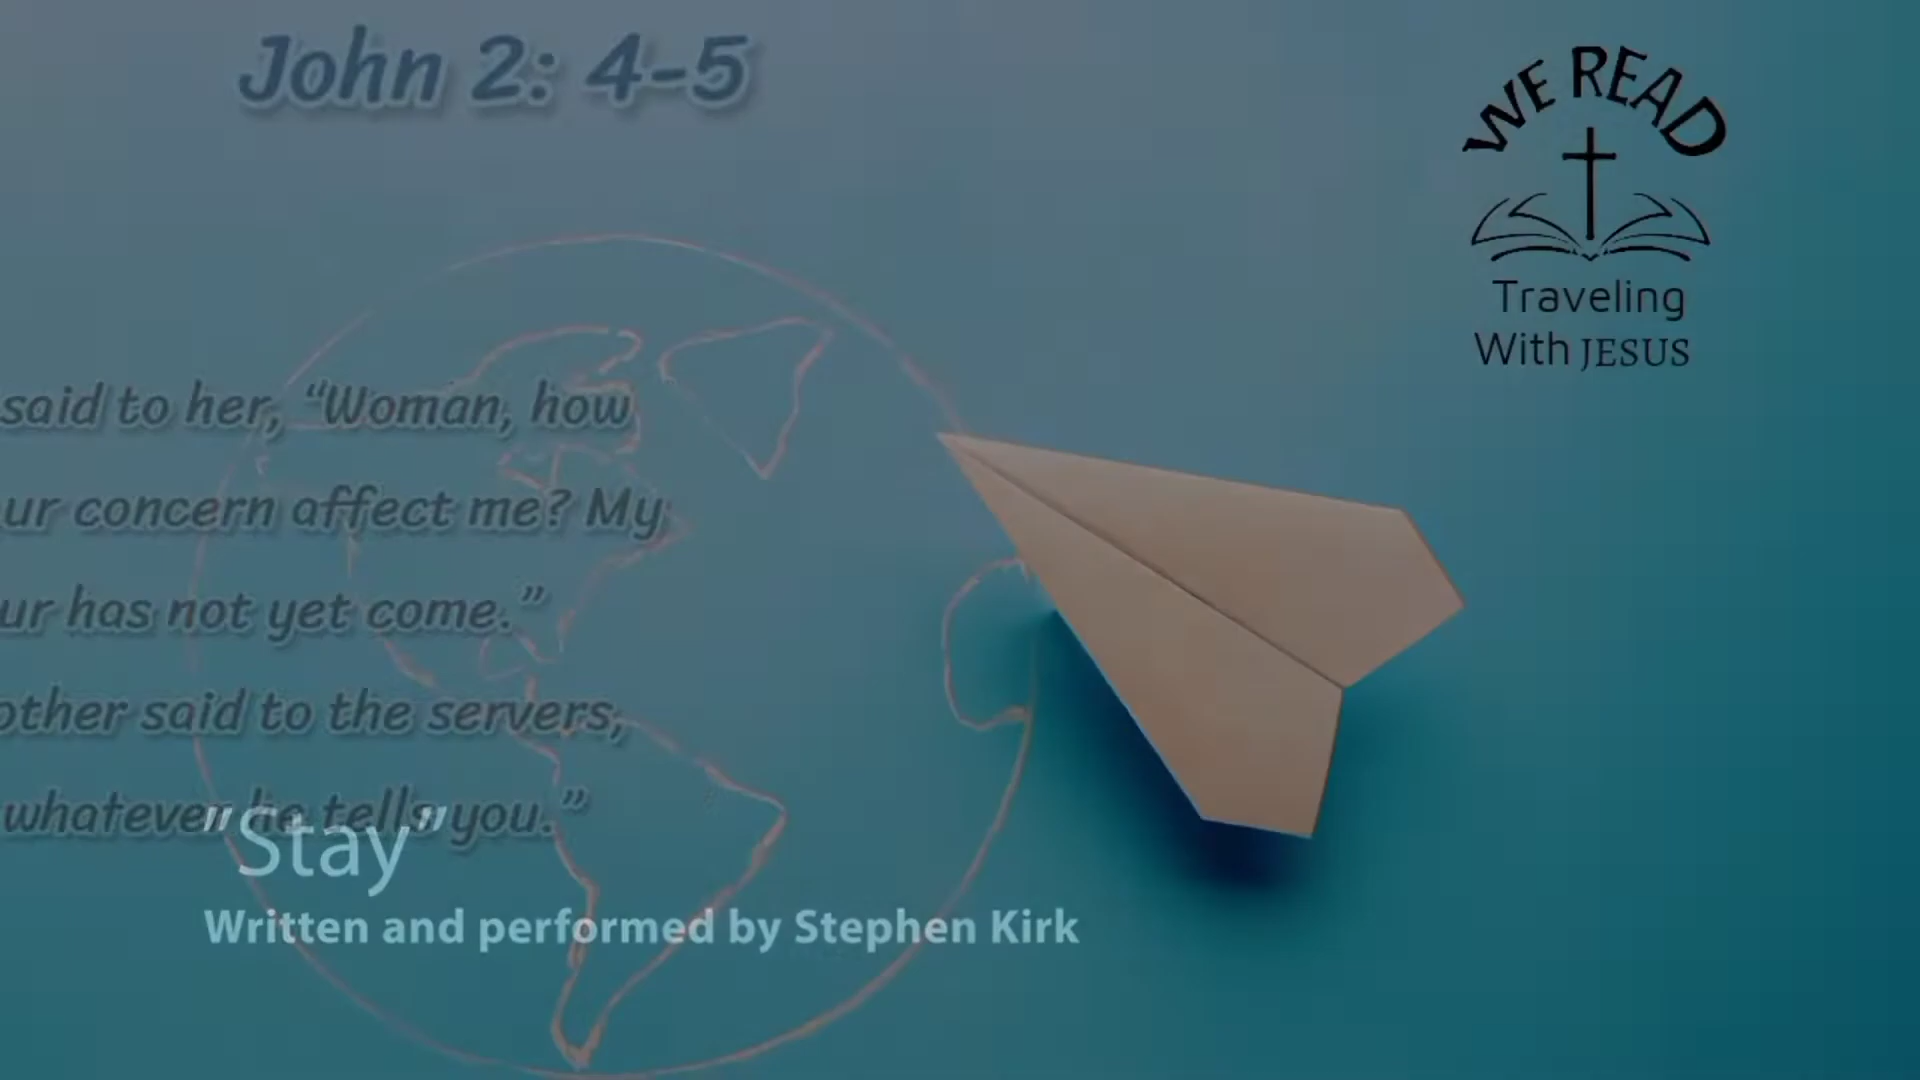 John 2: 4-5
WE READ
Traveling
With JESUS
said to her, “Woman, how
ur concern affect me? My
ur has not yet come.”
other said to the servers,
whatever he tells you.”
"Stay"
Written and performed by Stephen Kirk